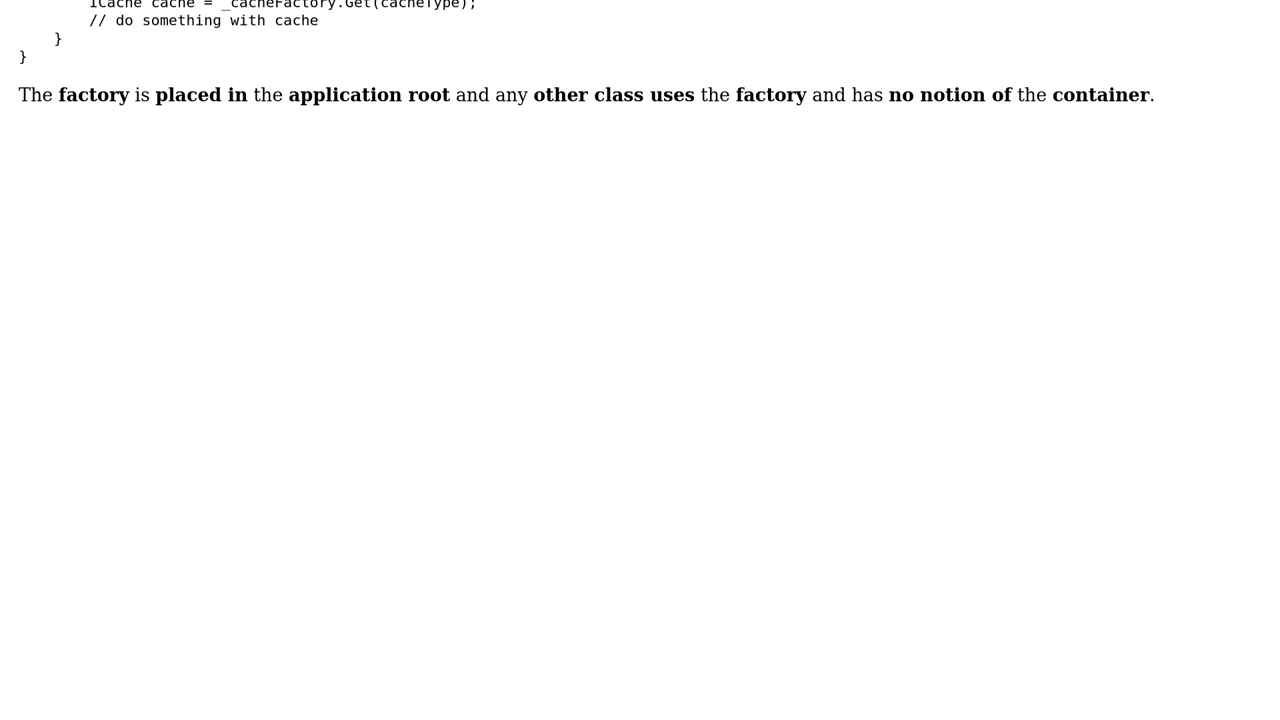 ICache cache = _cacheFactory.Get(cacheType);
// do something with cache
}
}
The factory is placed in the application root and any other class uses the factory and has no notion of the container.